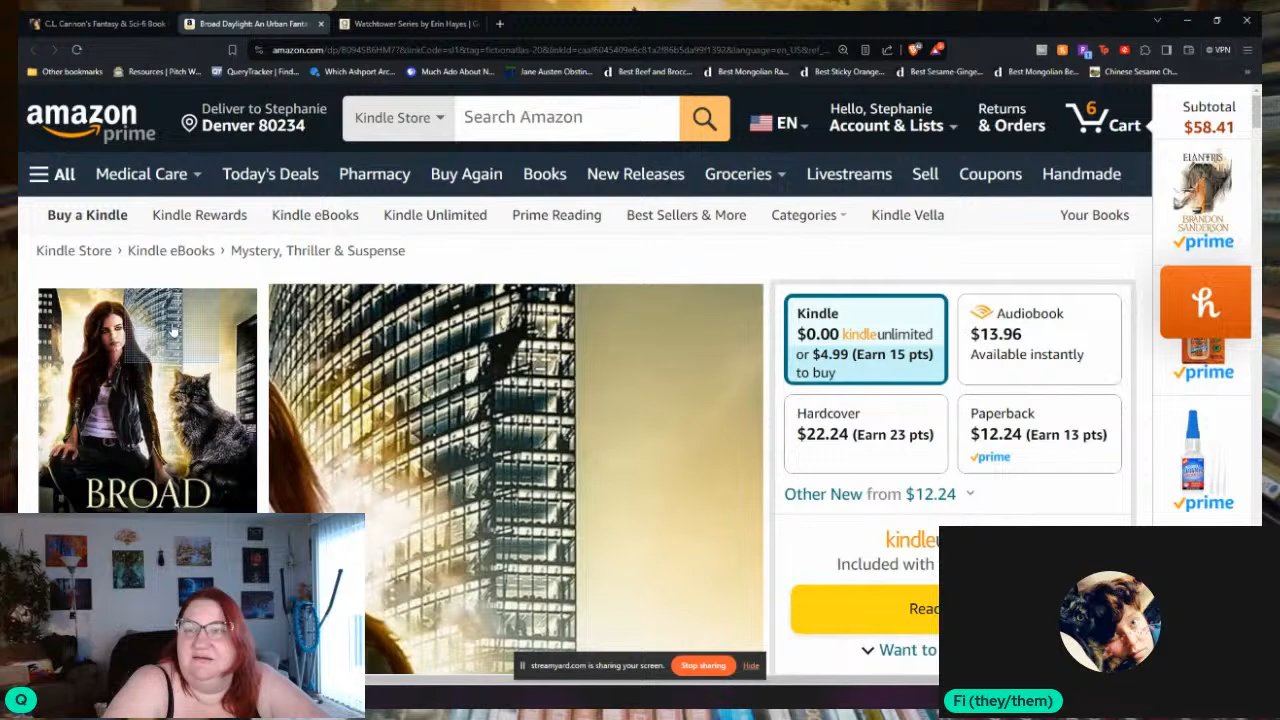 C.L. Cannon's Fantasy & Sci-fi Book
Broad Daylight: An Urban Fanta
Watchtower Series by Erin Hayes | G
Other bookmarks
Resources | Pitch W...
QueryTracker | Find...
Which Ashport Arc...
Much Ado About N...
Jane Austen Obstin...
Best Beef and Brocc...
Best Mongolian Ra...
Best Sticky Orange...
Best Sesame-Ginge...
Best Mongolian Be...
Chinese Sesame Ch...
VPN
amazon prime
Deliver to Stephanie
Denver 80234
Kindle Store
Search Amazon
EN
Hello, Stephanie
Account & Lists
Returns
& Orders
6
Cart
Subtotal
$58.41
All
Medical Care
Today's Deals
Pharmacy
Buy Again
Books
New Releases
Groceries
Livestreams
Sell
Coupons
Handmade
Buy a Kindle
Kindle Rewards
Kindle eBooks
Kindle Unlimited
Prime Reading
Best Sellers & More
Categories
Kindle Vella
Your Books
Kindle Store › Kindle eBooks › Mystery, Thriller & Suspense
ELANTRIS
BRANDON
SANDERSON
prime
h
prime
prime
BROAD
Kindle
$0.00 kindleunlimited
or $4.99 (Earn 15 pts)
to buy
Audiobook
$13.96
Available instantly
Hardcover
$22.24 (Earn 23 pts)
Paperback
$12.24 (Earn 13 pts)
prime
Other New from $12.24
kindleu
Included with
Read
Want to
streamyard.com is sharing your screen.
Stop sharing
Hide
Q
Fi (they/them)